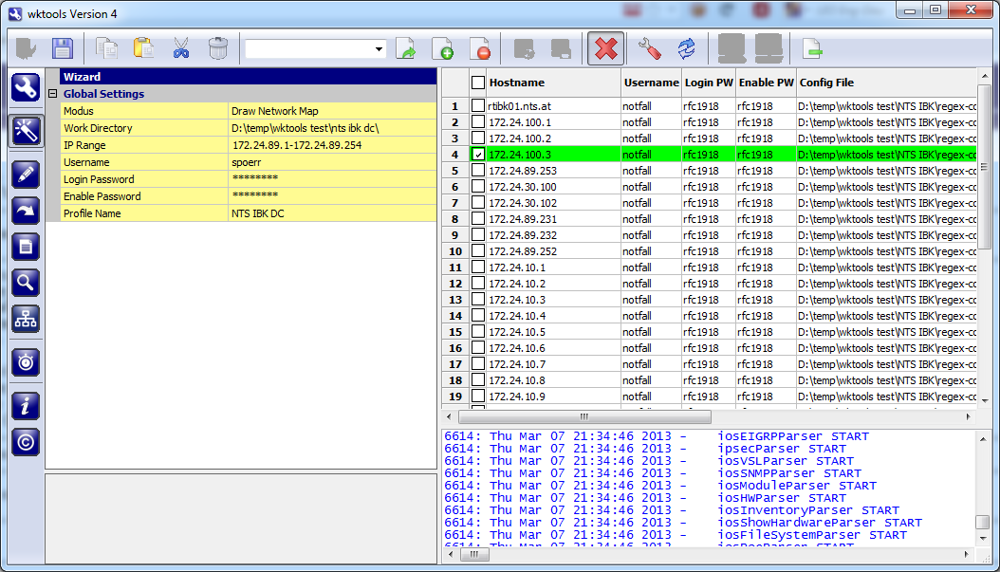 wktools Version 4
Wizard
Global Settings
Modus Draw Network Map
Work Directory D:\temp\wktools test\nts ibk dc\
IP Range 172.24.89.1-172.24.89.254
Username spoerr
Login Password ********
Enable Password ********
Profile Name NTS IBK DC
Hostname Username Login PW Enable PW Config File
1 rtibk01.nts.at notfall rfc1918 rfc1918 D:\temp\wktools test\NTS IBK\regex-co
2 172.24.100.1 notfall rfc1918 rfc1918 D:\temp\wktools test\NTS IBK\regex-co
3 172.24.100.2 notfall rfc1918 rfc1918 D:\temp\wktools test\NTS IBK\regex-co
4 172.24.100.3 notfall rfc1918 rfc1918 D:\temp\wktools test\NTS IBK\regex-co
5 172.24.89.253 notfall rfc1918 rfc1918 D:\temp\wktools test\NTS IBK\regex-co
6 172.24.30.100 notfall rfc1918 rfc1918 D:\temp\wktools test\NTS IBK\regex-co
7 172.24.30.102 notfall rfc1918 rfc1918 D:\temp\wktools test\NTS IBK\regex-co
8 172.24.89.231 notfall rfc1918 rfc1918 D:\temp\wktools test\NTS IBK\regex-co
9 172.24.89.232 notfall rfc1918 rfc1918 D:\temp\wktools test\NTS IBK\regex-co
10 172.24.89.252 notfall rfc1918 rfc1918 D:\temp\wktools test\NTS IBK\regex-co
11 172.24.10.1 notfall rfc1918 rfc1918 D:\temp\wktools test\NTS IBK\regex-co
12 172.24.10.2 notfall rfc1918 rfc1918 D:\temp\wktools test\NTS IBK\regex-co
13 172.24.10.3 notfall rfc1918 rfc1918 D:\temp\wktools test\NTS IBK\regex-co
14 172.24.10.4 notfall rfc1918 rfc1918 D:\temp\wktools test\NTS IBK\regex-co
15 172.24.10.5 notfall rfc1918 rfc1918 D:\temp\wktools test\NTS IBK\regex-co
16 172.24.10.6 notfall rfc1918 rfc1918 D:\temp\wktools test\NTS IBK\regex-co
17 172.24.10.7 notfall rfc1918 rfc1918 D:\temp\wktools test\NTS IBK\regex-co
18 172.24.10.8 notfall rfc1918 rfc1918 D:\temp\wktools test\NTS IBK\regex-co
19 172.24.10.9 notfall rfc1918 rfc1918 D:\temp\wktools test\NTS IBK\regex-co
6614: Thu Mar 07 21:34:46 2013 - iosEIGRPParser START
6614: Thu Mar 07 21:34:46 2013 - ipsecParser START
6614: Thu Mar 07 21:34:46 2013 - iosVSLParser START
6614: Thu Mar 07 21:34:46 2013 - iosSNMPParser START
6614: Thu Mar 07 21:34:46 2013 - iosModuleParser START
6614: Thu Mar 07 21:34:46 2013 - iosHWParser START
6614: Thu Mar 07 21:34:46 2013 - iosInventoryParser START
6614: Thu Mar 07 21:34:46 2013 - iosShowHardwareParser START
6614: Thu Mar 07 21:34:46 2013 - iosFileSystemParser START
6614: Thu Mar 07 21:34:46 2013 -